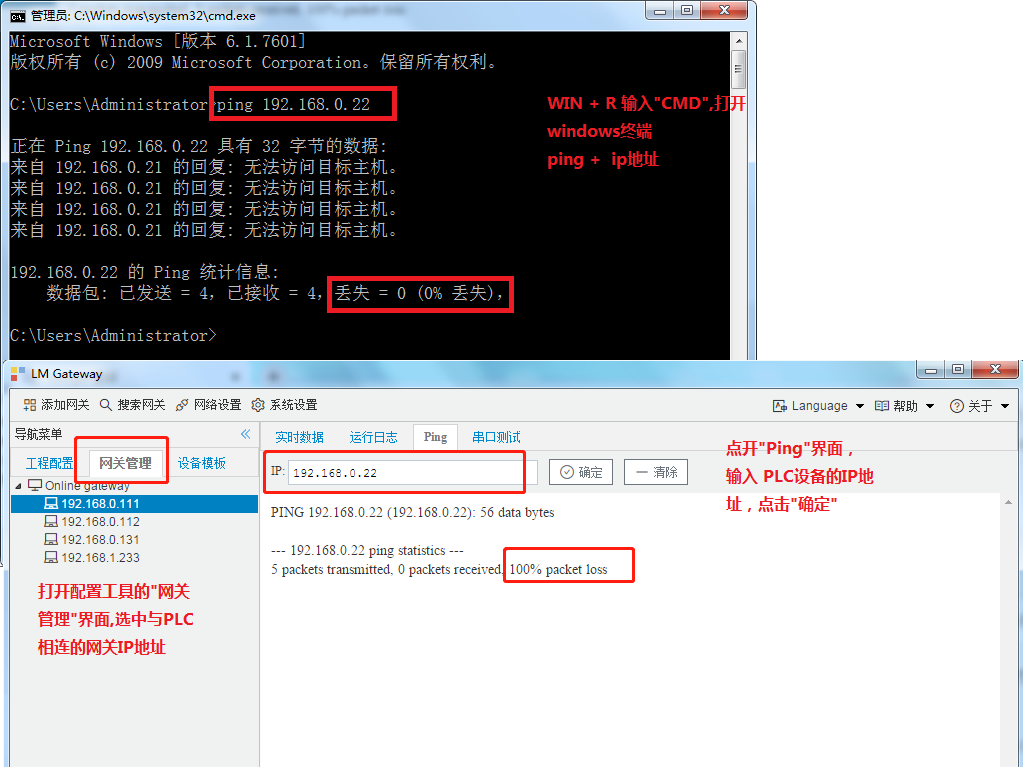 管理员: C:\Windows\system32\cmd.exe
Microsoft Windows [版本 6.1.7601]
版权所有 (c) 2009 Microsoft Corporation。保留所有权利。
C:\Users\Administrator>ping 192.168.0.22
正在 Ping 192.168.0.22 具有 32 字节的数据:
来自 192.168.0.21 的回复: 无法访问目标主机。
来自 192.168.0.21 的回复: 无法访问目标主机。
来自 192.168.0.21 的回复: 无法访问目标主机。
来自 192.168.0.21 的回复: 无法访问目标主机。
192.168.0.22 的 Ping 统计信息:
数据包: 已发送 = 4，已接收 = 4，丢失 = 0 (0% 丢失)，
C:\Users\Administrator>
WIN + R 输入"CMD",打开
windows终端
ping + ip地址
LM Gateway
添加网关 搜索网关 网络设置 系统设置
Language 帮助 关于
导航菜单
工程配置 网关管理 设备模板
Online gateway
192.168.0.111
192.168.0.112
192.168.0.131
192.168.1.233
打开配置工具的"网关
管理"界面,选中与PLC
相连的网关IP地址
实时数据 运行日志 Ping 串口测试
IP: 192.168.0.22 确定 清除
PING 192.168.0.22 (192.168.0.22): 56 data bytes
--- 192.168.0.22 ping statistics ---
5 packets transmitted, 0 packets received, 100% packet loss
点开"Ping"界面，
输入 PLC设备的IP地
址，点击"确定"